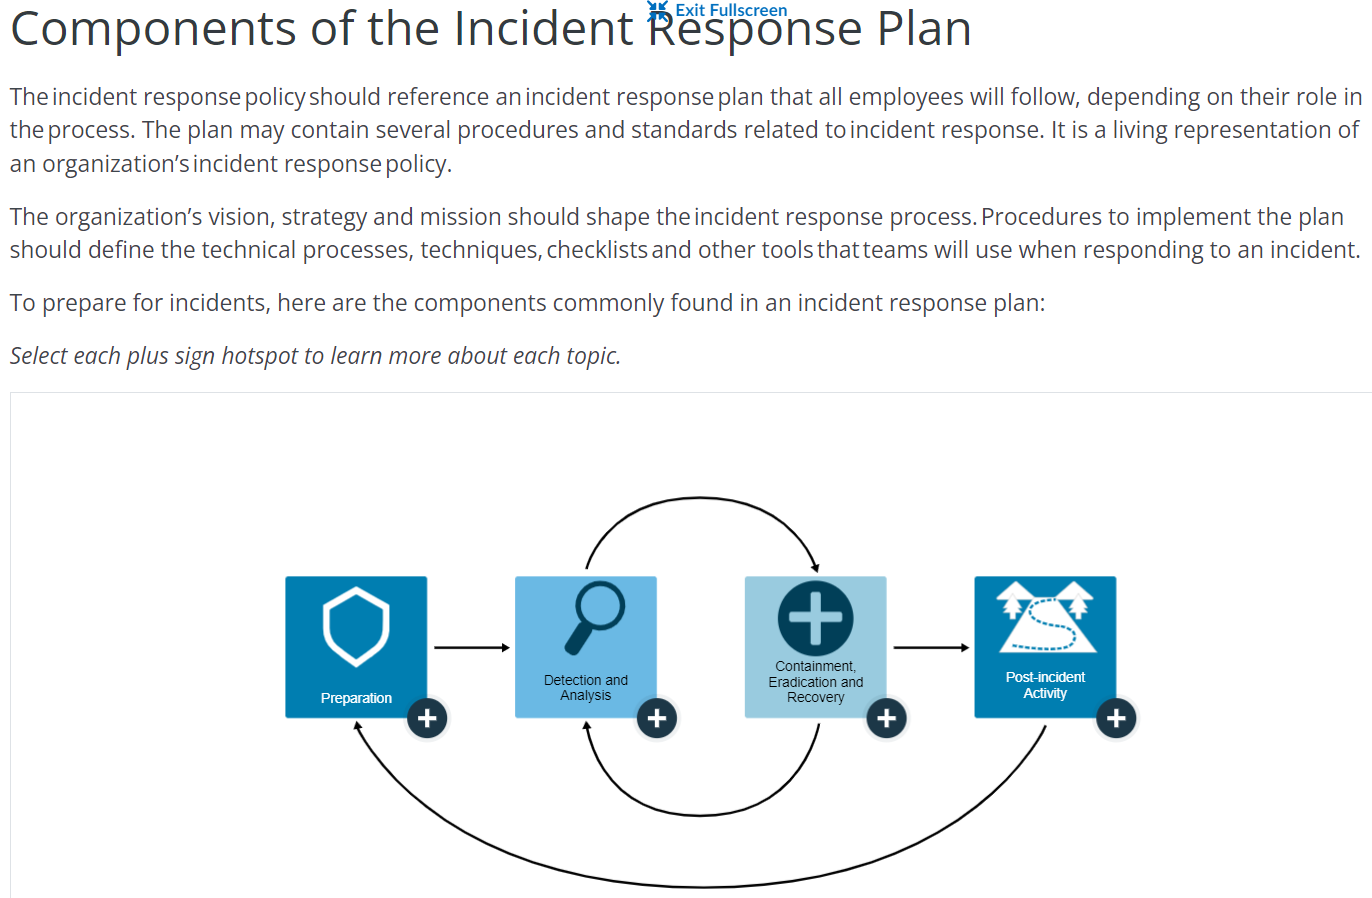 Exit Fullscreen
Components of the Incident Response Plan
The incident response policy should reference an incident response plan that all employees will follow, depending on their role in
the process. The plan may contain several procedures and standards related to incident response. It is a living representation of
an organization's incident response policy.
The organization's vision, strategy and mission should shape the incident response process. Procedures to implement the plan
should define the technical processes, techniques, checklists and other tools that teams will use when responding to an incident.
To prepare for incidents, here are the components commonly found in an incident response plan:
Select each plus sign hotspot to learn more about each topic.
Preparation
Detection and
Analysis
Containment,
Eradication and
Recovery
Post-incident
Activity